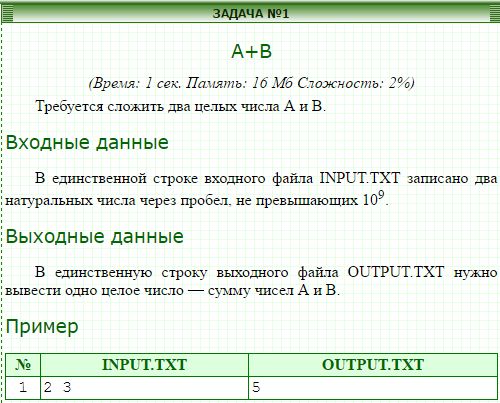 ЗАДАЧА №1
A+B
(Время: 1 сек. Память: 16 Мб Сложность: 2%)
Требуется сложить два целых числа А и В.
Входные данные
В единственной строке входного файла INPUT.TXT записано два
натуральных числа через пробел, не превышающих 10⁹.
Выходные данные
В единственную строку выходного файла OUTPUT.TXT нужно
вывести одно целое число — сумму чисел А и В.
Пример
№ INPUT.TXT OUTPUT.TXT
1 2 3 5